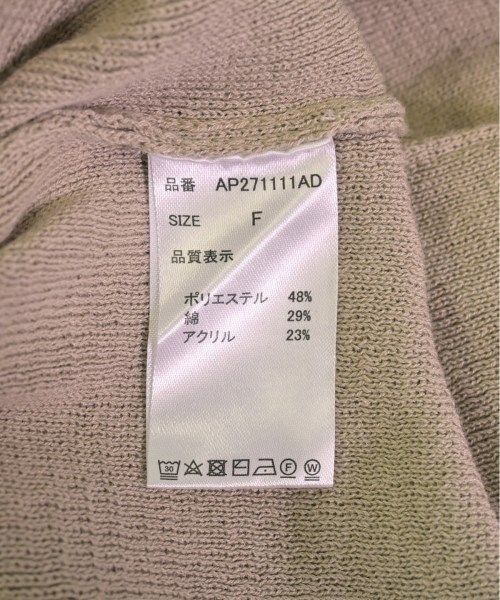 品番 AP271111AD
SIZE F
品質表示
ポリエステル 48%
綿 29%
アクリル 23%
30 F W